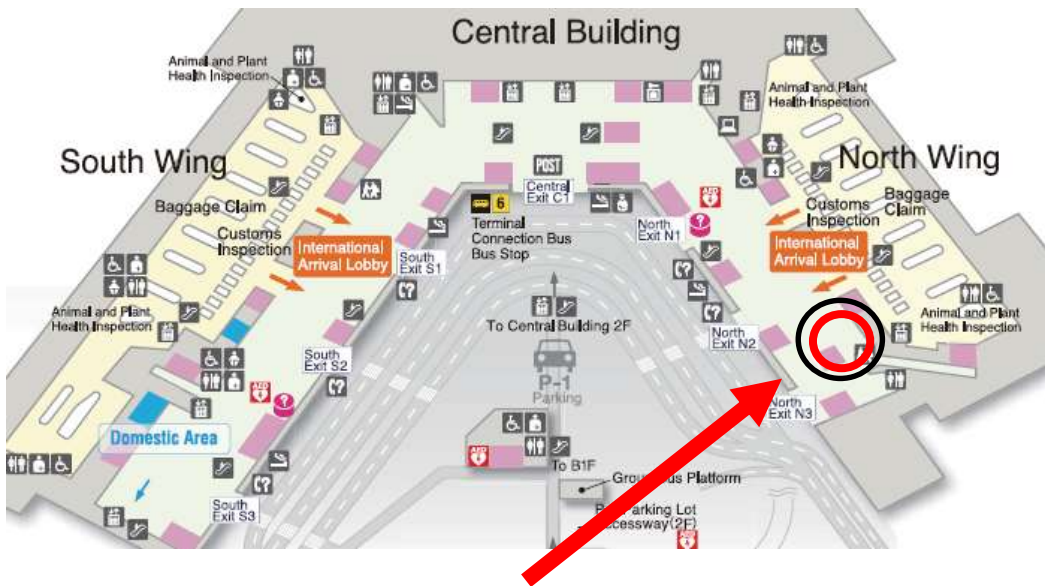 Central Building
Animal and Plant
Health Inspection
Animal and Plant
Health Inspection
South Wing
North Wing
POST
Central
Exit C1
AED
Baggage Claim
Customs
Inspection
International
Arrival Lobby
South
Exit S1
6
Terminal
Connection Bus
Bus Stop
North
Exit N1
Customs
Inspection
Baggage
Claim
International
Arrival Lobby
Animal and Plant
Health Inspection
To Central Building 2F
North
Exit N2
Animal and Plant
Health Inspection
South
Exit S2
P-1
Parking
North
Exit N3
AED
Domestic Area
AED
To B1F
Platform
Parking Lot
(2F)
AED
South
Exit S3